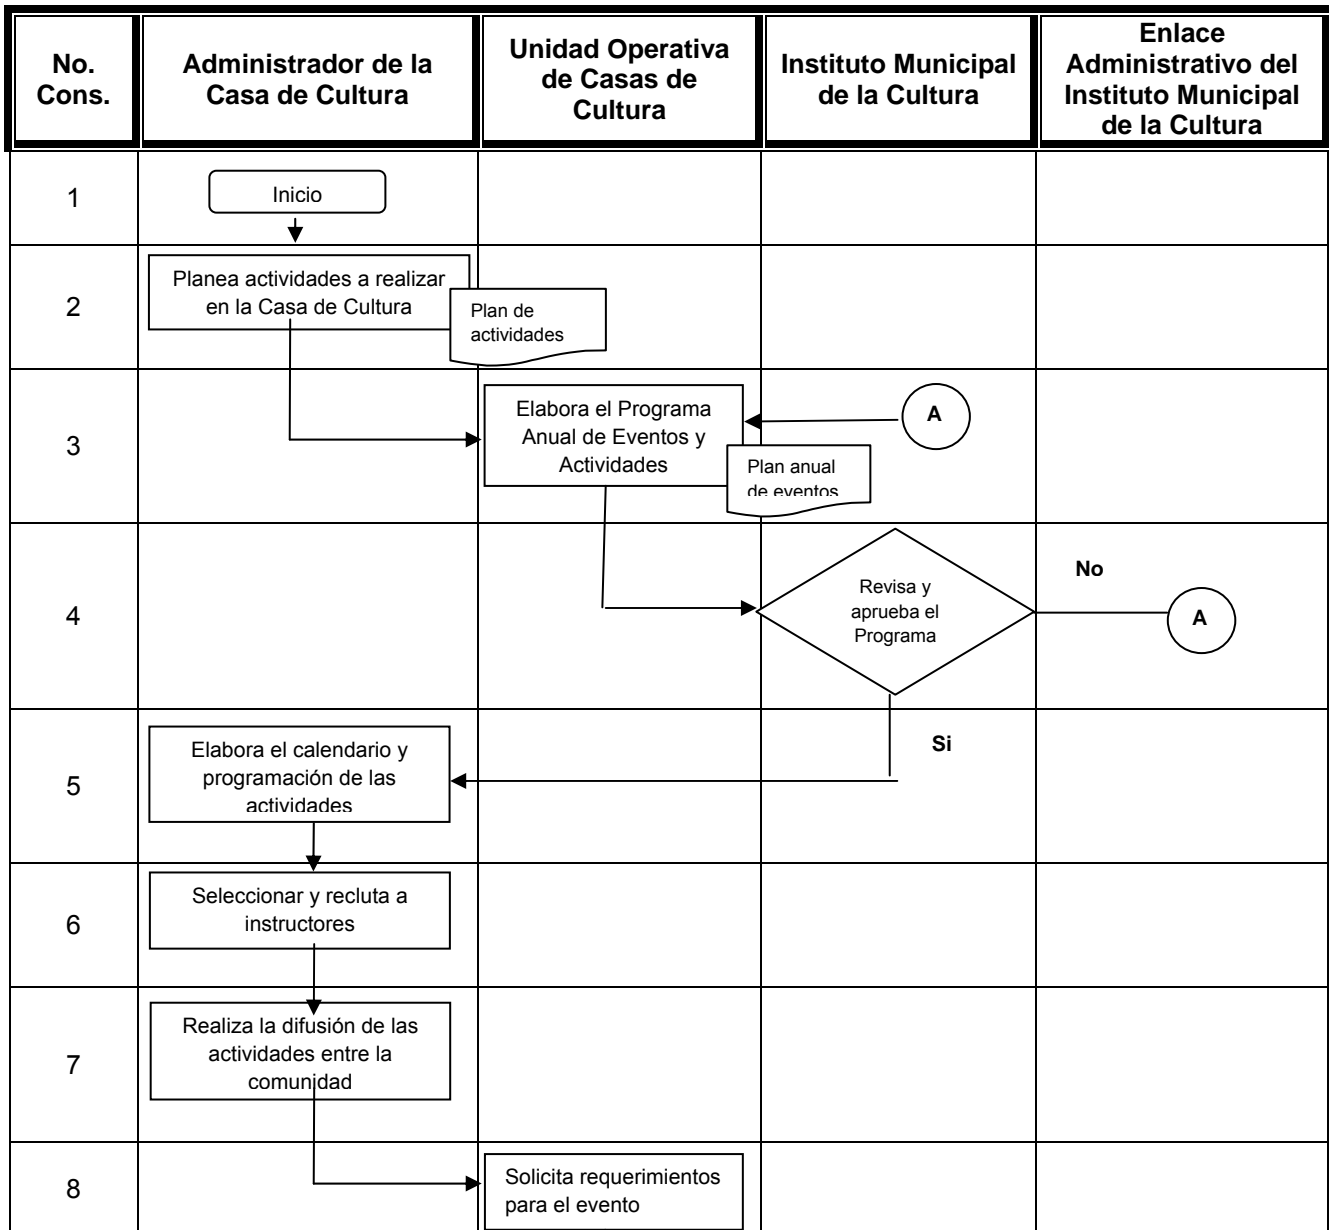 No.
Cons.
Administrador de la
Casa de Cultura
Unidad Operativa
de Casas de
Cultura
Instituto Municipal
de la Cultura
Enlace
Administrativo del
Instituto Municipal
de la Cultura
1
Inicio
2
Planea actividades a realizar
en la Casa de Cultura
Plan de
actividades
3
Elabora el Programa
Anual de Eventos y
Actividades
A
Plan anual
de eventos
4
Revisa y
aprueba el
Programa
No
A
5
Elabora el calendario y
programación de las
actividades
Si
6
Seleccionar y recluta a
instructores
7
Realiza la difusión de las
actividades entre la
comunidad
8
Solicita requerimientos
para el evento